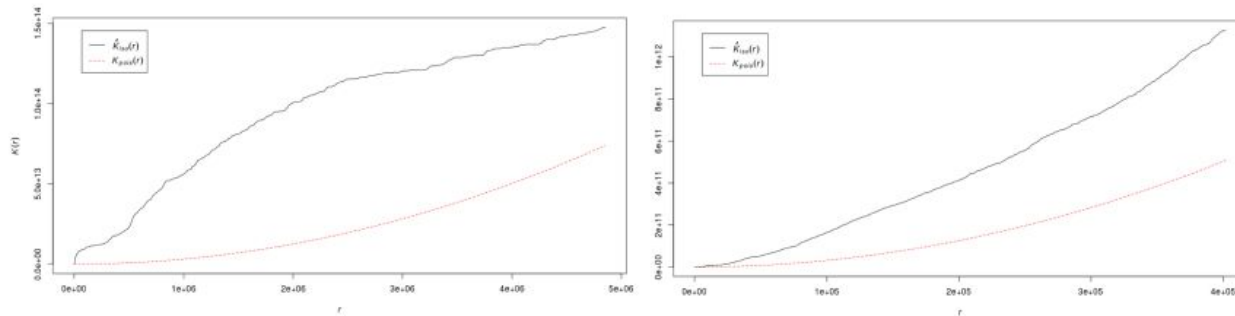 1.5e+14
K̂iso(r)
Kpois(r)
1.0e+14
K(r)
5.0e+13
0.0e+00
0e+00 1e+06 2e+06 3e+06 4e+06 5e+06
r
K̂iso(r)
Kpois(r)
1e+12
8e+11
6e+11
4e+11
2e+11
0e+00
0e+00 1e+05 2e+05 3e+05 4e+05
r